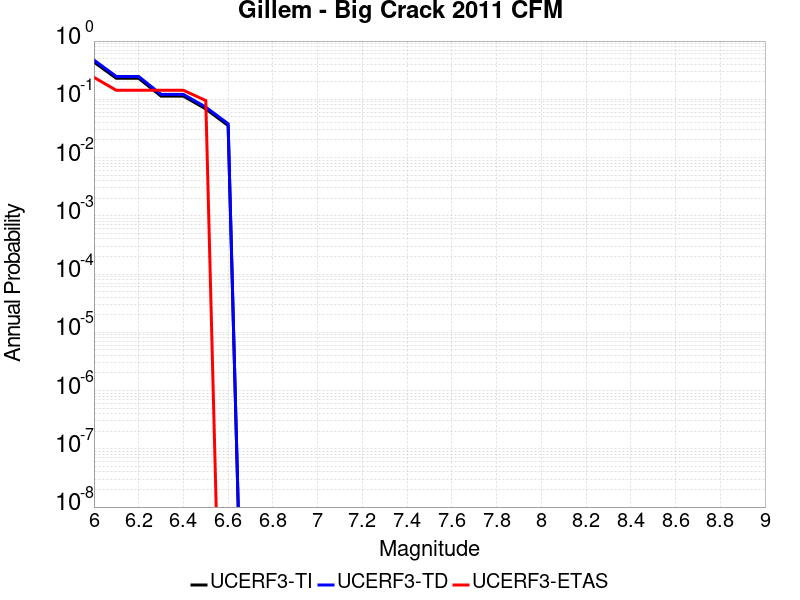 Gillem - Big Crack 2011 CFM
Annual Probability
10^0
10^-1
10^-2
10^-3
10^-4
10^-5
10^-6
10^-7
10^-8
6 6.2 6.4 6.6 6.8 7 7.2 7.4 7.6 7.8 8 8.2 8.4 8.6 8.8 9
Magnitude
UCERF3-TI UCERF3-TD UCERF3-ETAS